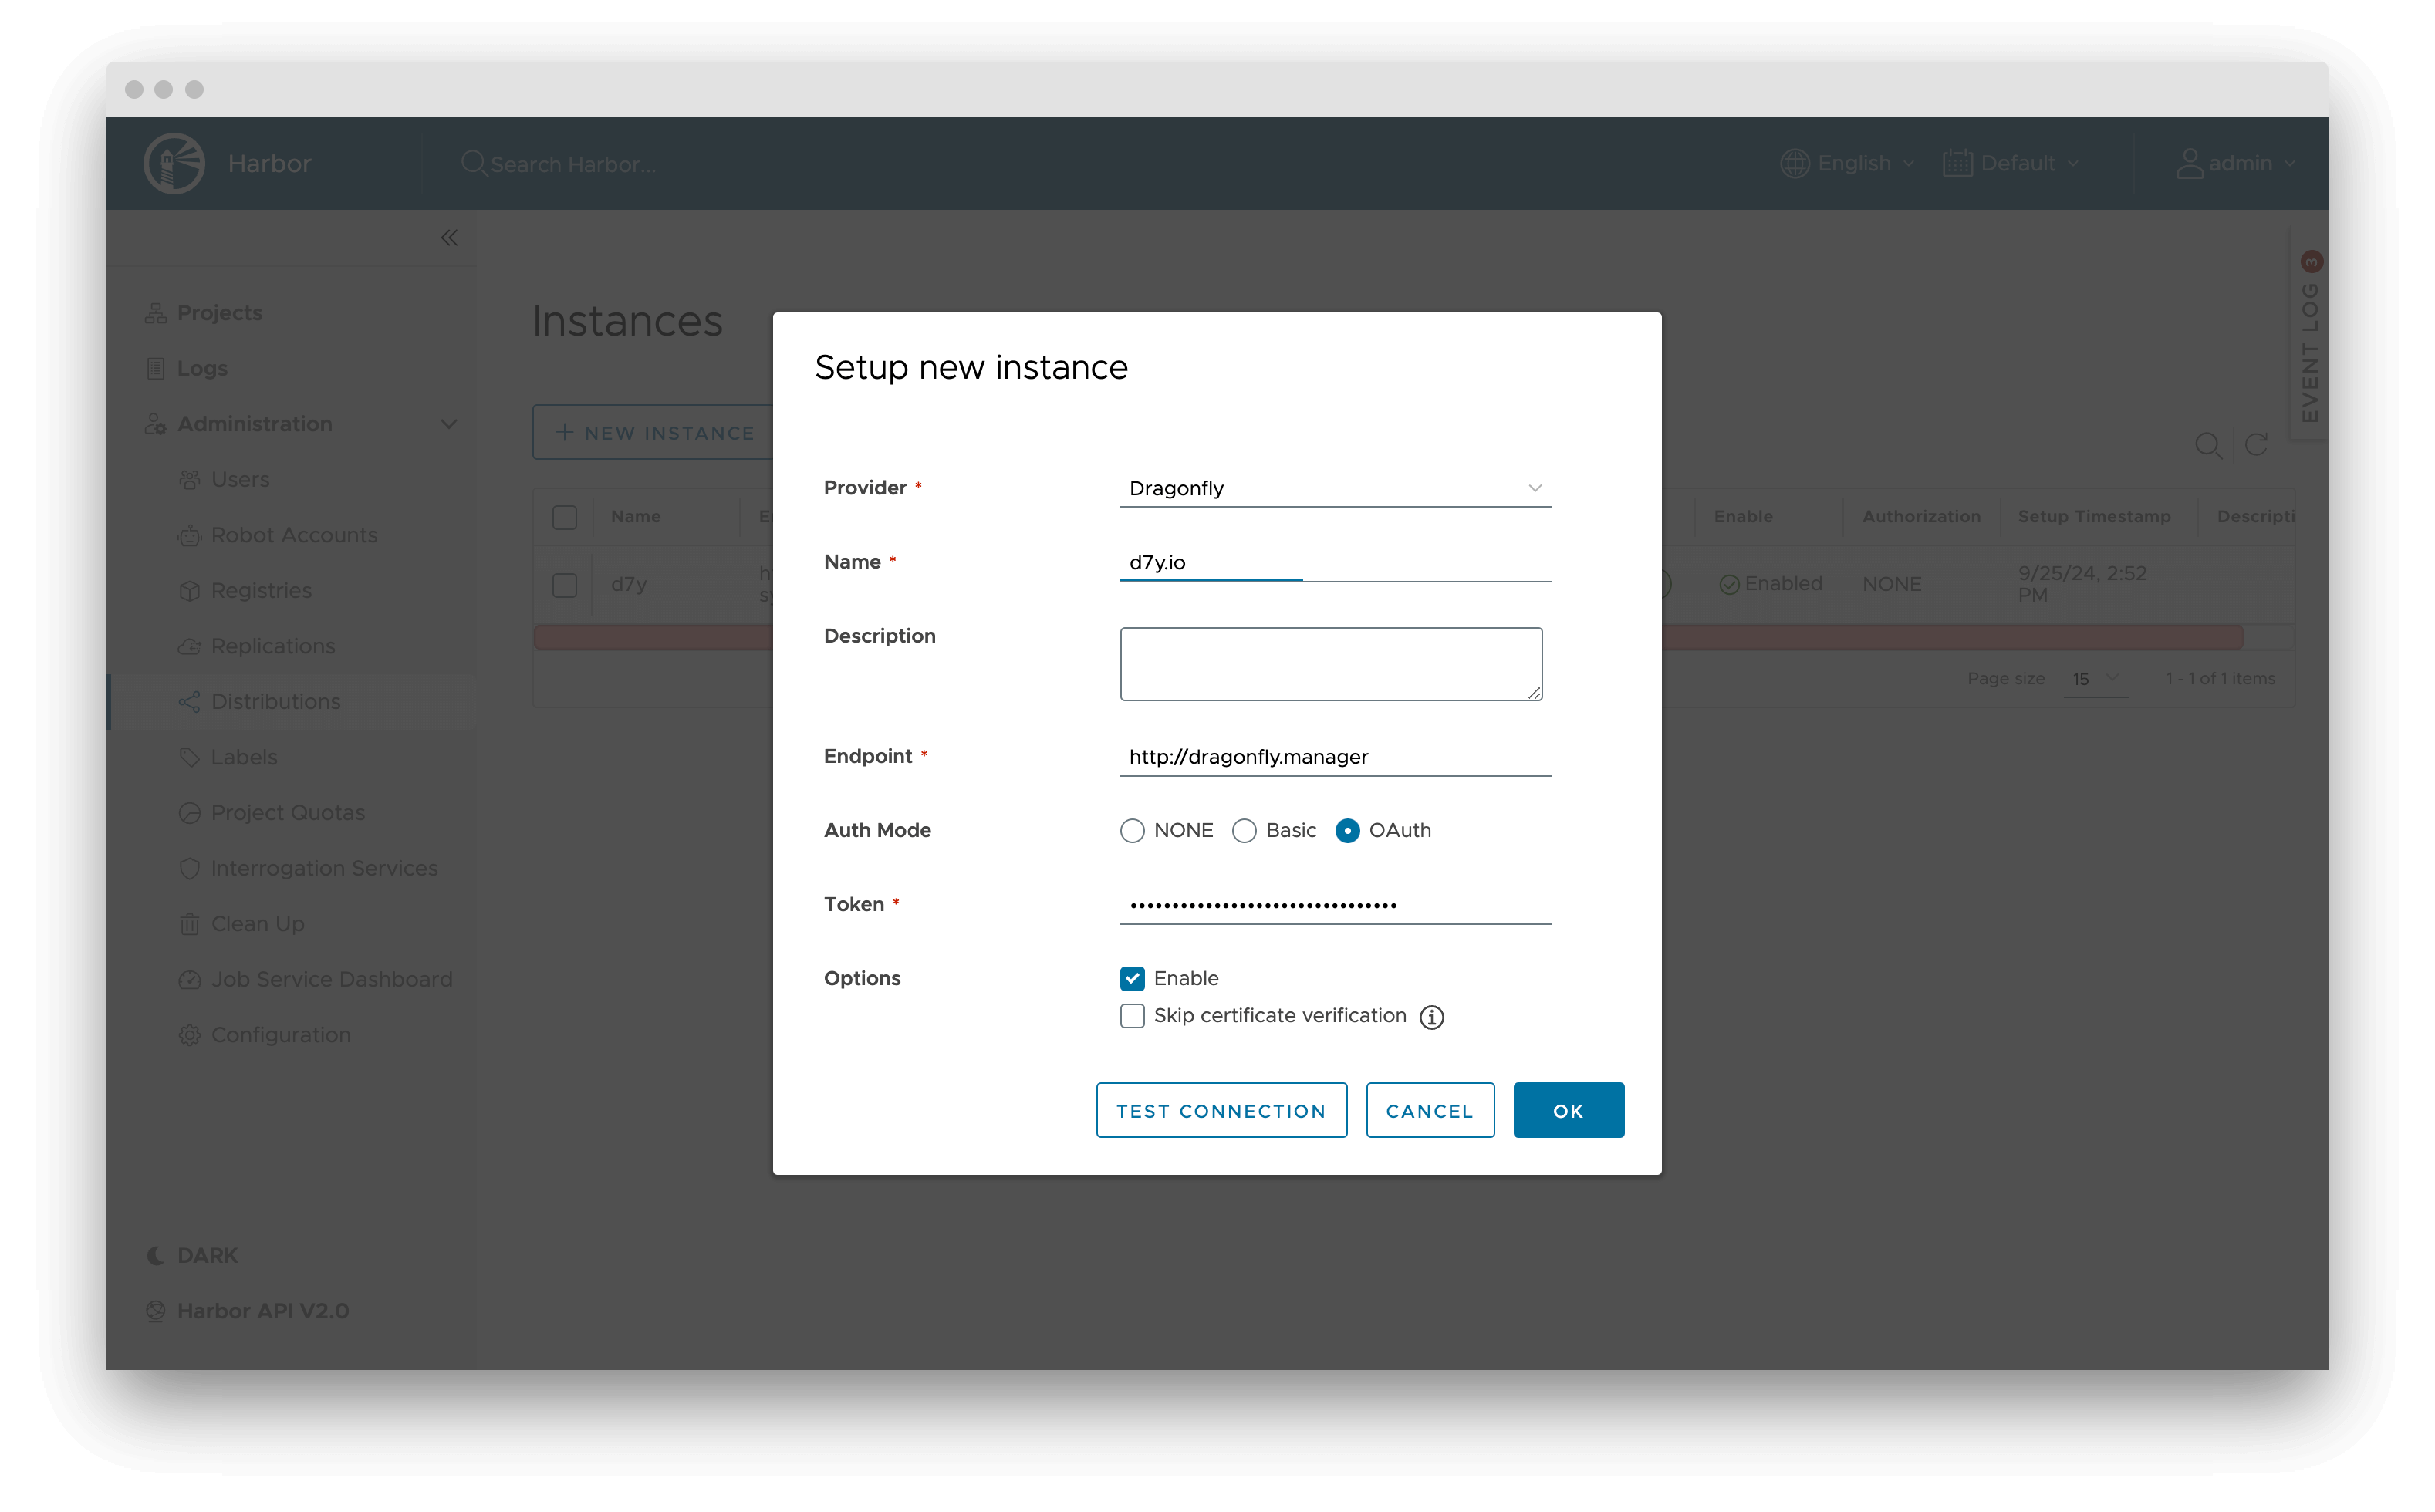 Harbor
Search Harbor...
English
Default
admin
Projects
Logs
Administration
Users
Robot Accounts
Registries
Replications
Distributions
Labels
Project Quotas
Interrogation Services
Clean Up
Job Service Dashboard
Configuration
DARK
Harbor API V2.0
Instances
NEW INSTANCE
Name
Enable
Authorization
Setup Timestamp
d7y
Enabled
NONE
9/25/24, 2:52
PM
Page size
15
1 - 1 of 1 items
EVENT LOG
3
Setup new instance
Provider *
Dragonfly
Name *
d7y.io
Description
Endpoint *
http://dragonfly.manager
Auth Mode
NONE
Basic
OAuth
Token *
••••••••••••••••••••••••••••••••
Options
Enable
Skip certificate verification
TEST CONNECTION
CANCEL
OK